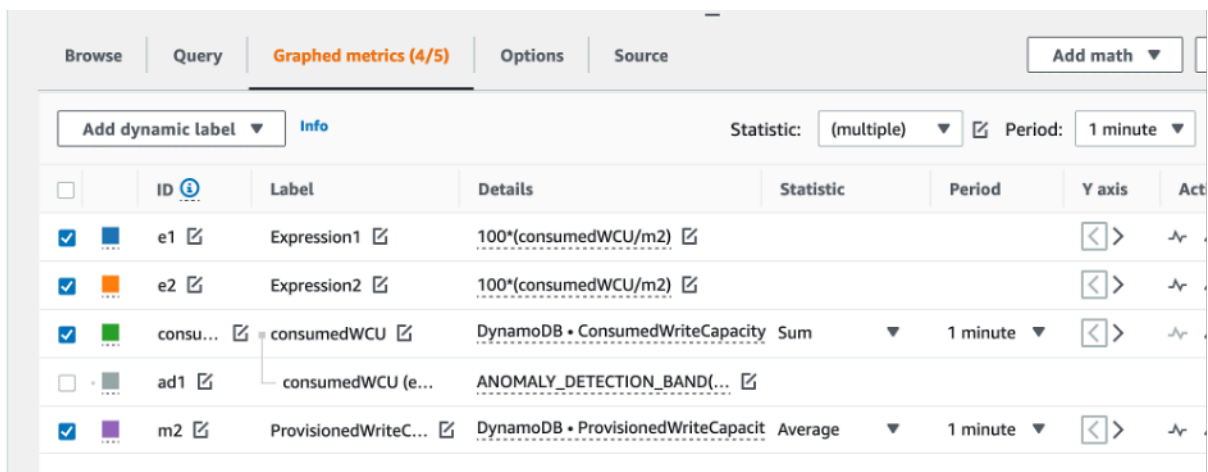 Browse Query Graphed metrics (4/5) Options Source Add math
Add dynamic label Info Statistic: (multiple) Period: 1 minute
ID Label Details Statistic Period Y axis Acti
e1 Expression1 100*(consumedWCU/m2)
e2 Expression2 100*(consumedWCU/m2)
consu... consumedWCU DynamoDB • ConsumedWriteCapacity Sum 1 minute
ad1 consumedWCU (e... ANOMALY_DETECTION_BAND(...
m2 ProvisionedWriteC... DynamoDB • ProvisionedWriteCapacit Average 1 minute